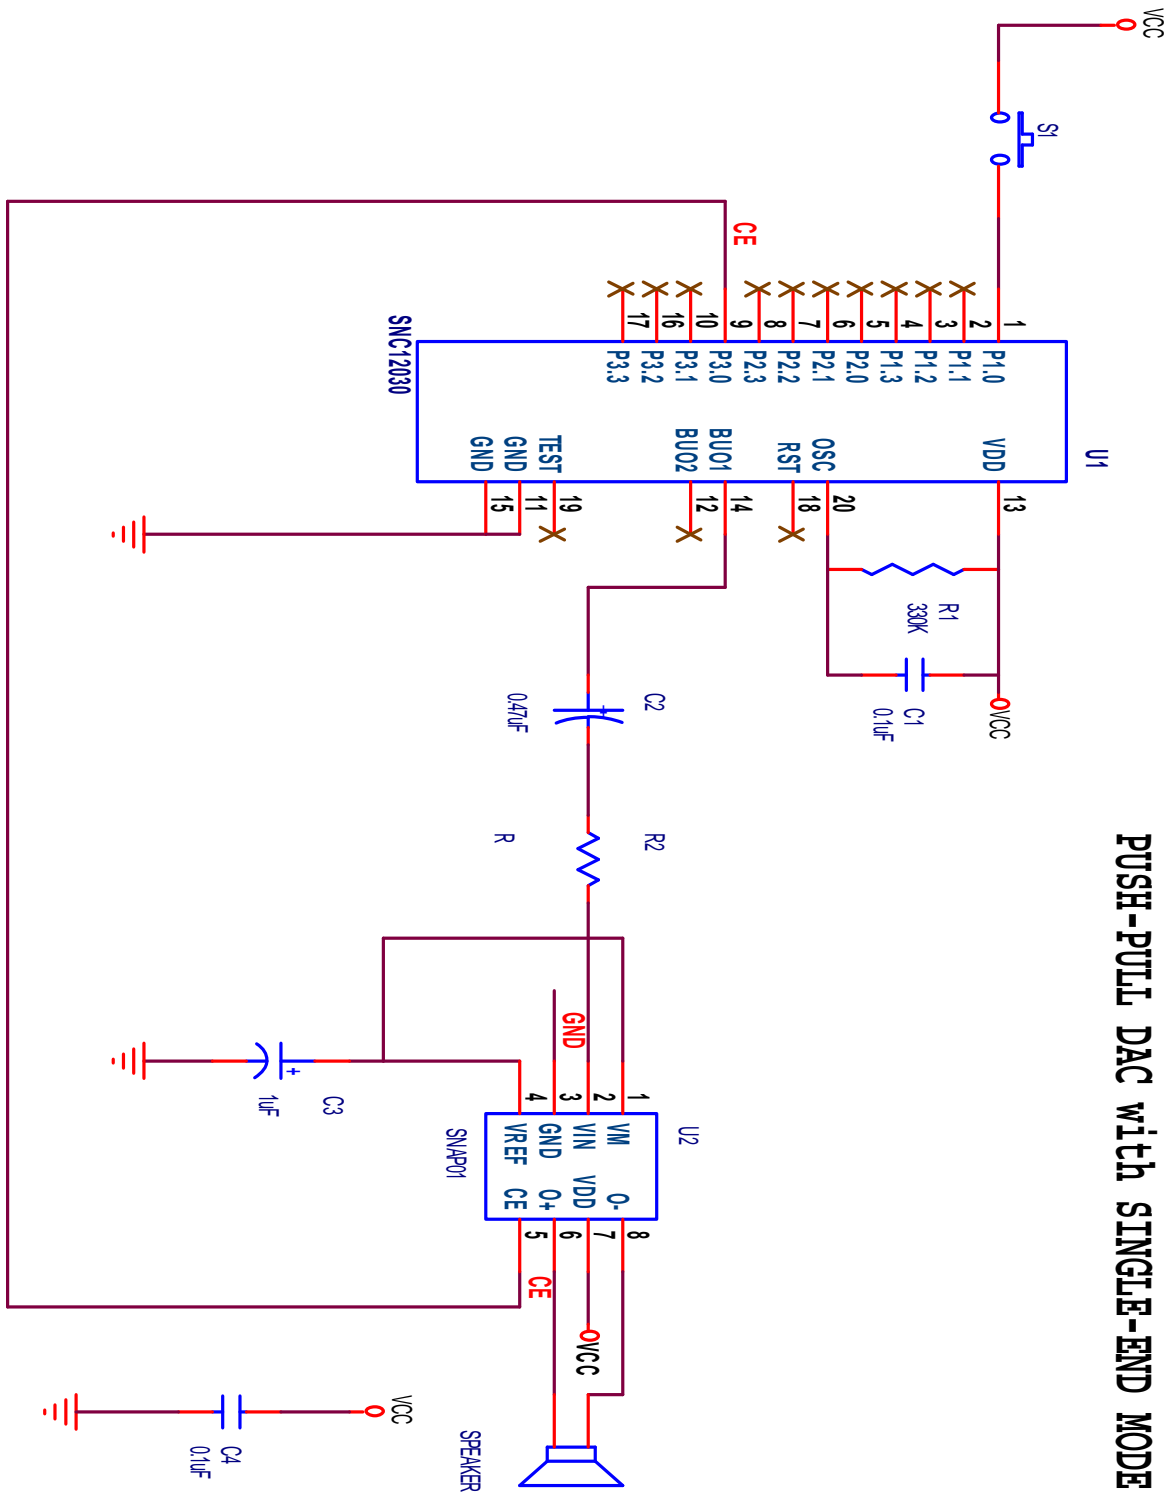 PUSH-PULL DAC with SINGLE-END MODE
VCC
S1
CE
U1
1 P1.0
2 P1.1
3 P1.2
4 P1.3
5 P2.0
6 P2.1
7 P2.2
8 P2.3
9 P3.0
10 P3.1
16 P3.2
17 P3.3
VDD 13
OSC 20
RST 18
BUO1 14
BUO2 12
TEST 19
GND 11
GND 15
SNC12030
R1
330K
C1
0.1uF
VCC
C2
0.47uF
R2
R
GND
C3
1uF
U2
1 VM
2 VIN
3 GND
4 VREF
O- 8
VDD 7
O+ 6
CE 5
SNAP01
CE
VCC
SPEAKER
VCC
C4
0.1uF